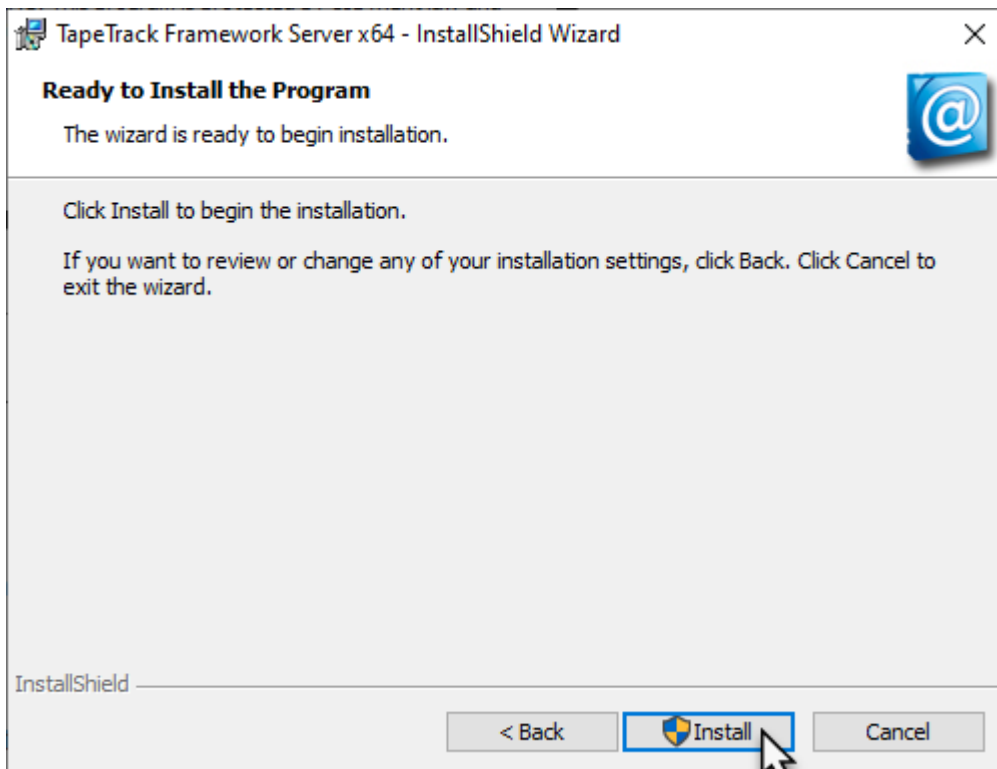 TapeTrack Framework Server x64 - InstallShield Wizard
Ready to Install the Program
The wizard is ready to begin installation.
Click Install to begin the installation.
If you want to review or change any of your installation settings, click Back. Click Cancel to
exit the wizard.
InstallShield
< Back
Install
Cancel